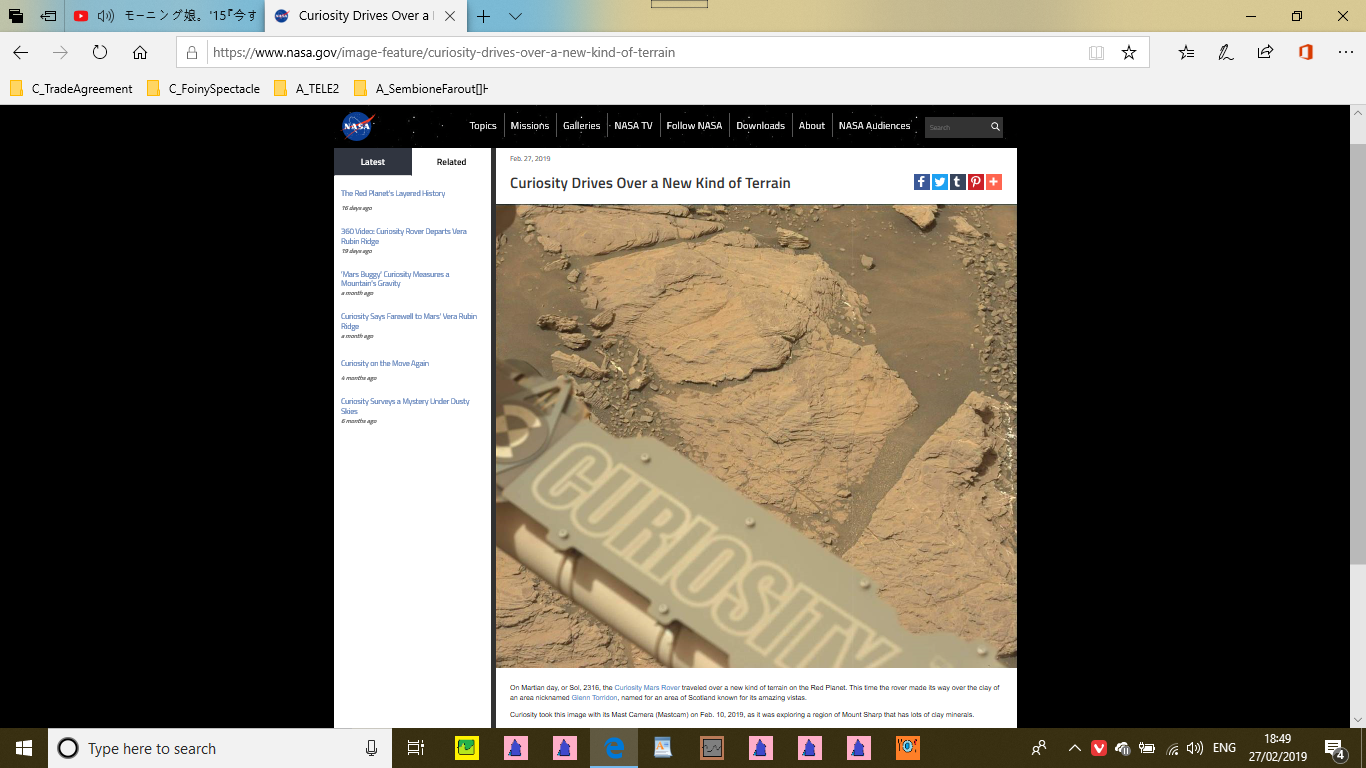 モーニング娘。'15『今す
Curiosity Drives Over a
https://www.nasa.gov/image-feature/curiosity-drives-over-a-new-kind-of-terrain
C_TradeAgreement
C_FoinySpectacle
A_TELE2
A_SembioneFarout[]H
NASA
Topics
Missions
Galleries
NASA TV
Follow NASA
Downloads
About
NASA Audiences
Search
Latest
Related
The Red Planet's Layered History
16 days ago
360 Video: Curiosity Rover Departs Vera
Rubin Ridge
19 days ago
'Mars Buggy' Curiosity Measures a
Mountain's Gravity
a month ago
Curiosity Says Farewell to Mars' Vera Rubin
Ridge
a month ago
Curiosity on the Move Again
4 months ago
Curiosity Surveys a Mystery Under Dusty
Skies
6 months ago
Feb. 27, 2019
Curiosity Drives Over a New Kind of Terrain
CURIOSITY
On Martian day, or Sol, 2316, the Curiosity Mars Rover traveled over a new kind of terrain on the Red Planet. This time the rover made its way over the clay of
an area nicknamed Glenn Torridon, named for an area of Scotland known for its amazing vistas.
Curiosity took this image with its Mast Camera (Mastcam) on Feb. 10, 2019, as it was exploring a region of Mount Sharp that has lots of clay minerals.
Type here to search
ENG
18:49
27/02/2019
4